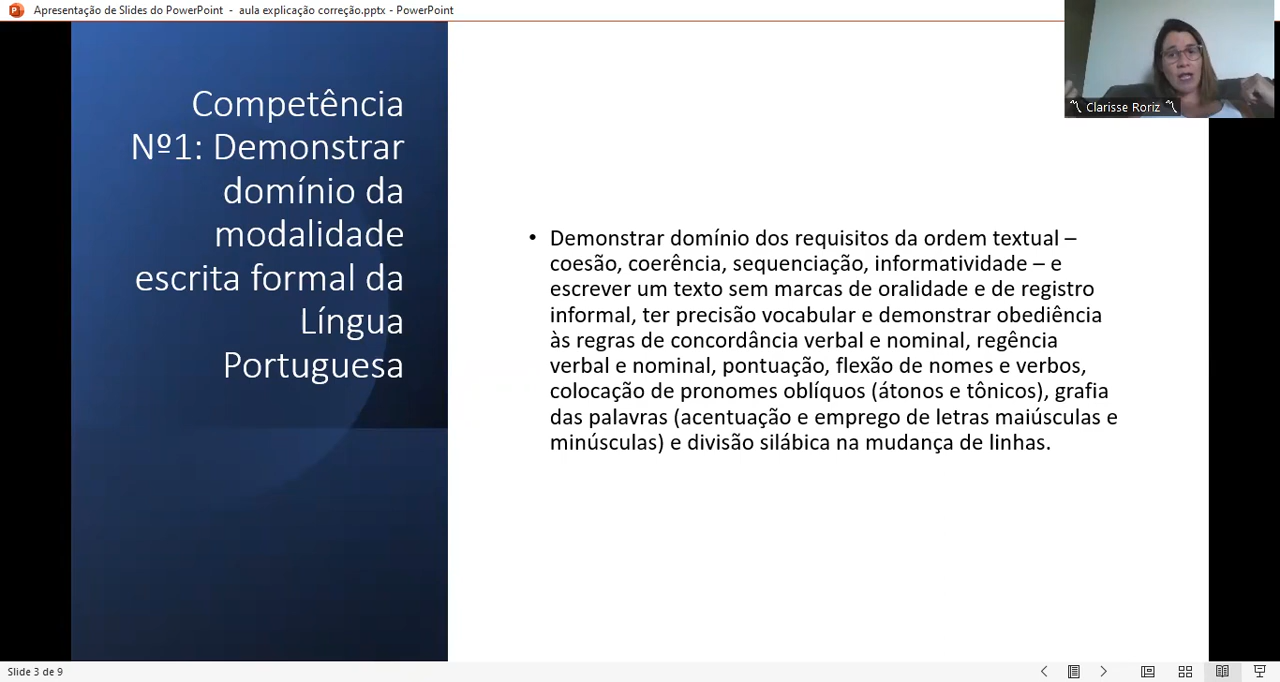 Apresentação de Slides do PowerPoint - aula explicação correção.pptx - PowerPoint
Clarisse Roriz
Competência
Nº1: Demonstrar
domínio da
modalidade
escrita formal da
Língua
Portuguesa
• Demonstrar domínio dos requisitos da ordem textual –
coesão, coerência, sequenciação, informatividade – e
escrever um texto sem marcas de oralidade e de registro
informal, ter precisão vocabular e demonstrar obediência
às regras de concordância verbal e nominal, regência
verbal e nominal, pontuação, flexão de nomes e verbos,
colocação de pronomes oblíquos (átonos e tônicos), grafia
das palavras (acentuação e emprego de letras maiúsculas e
minúsculas) e divisão silábica na mudança de linhas.
Slide 3 de 9